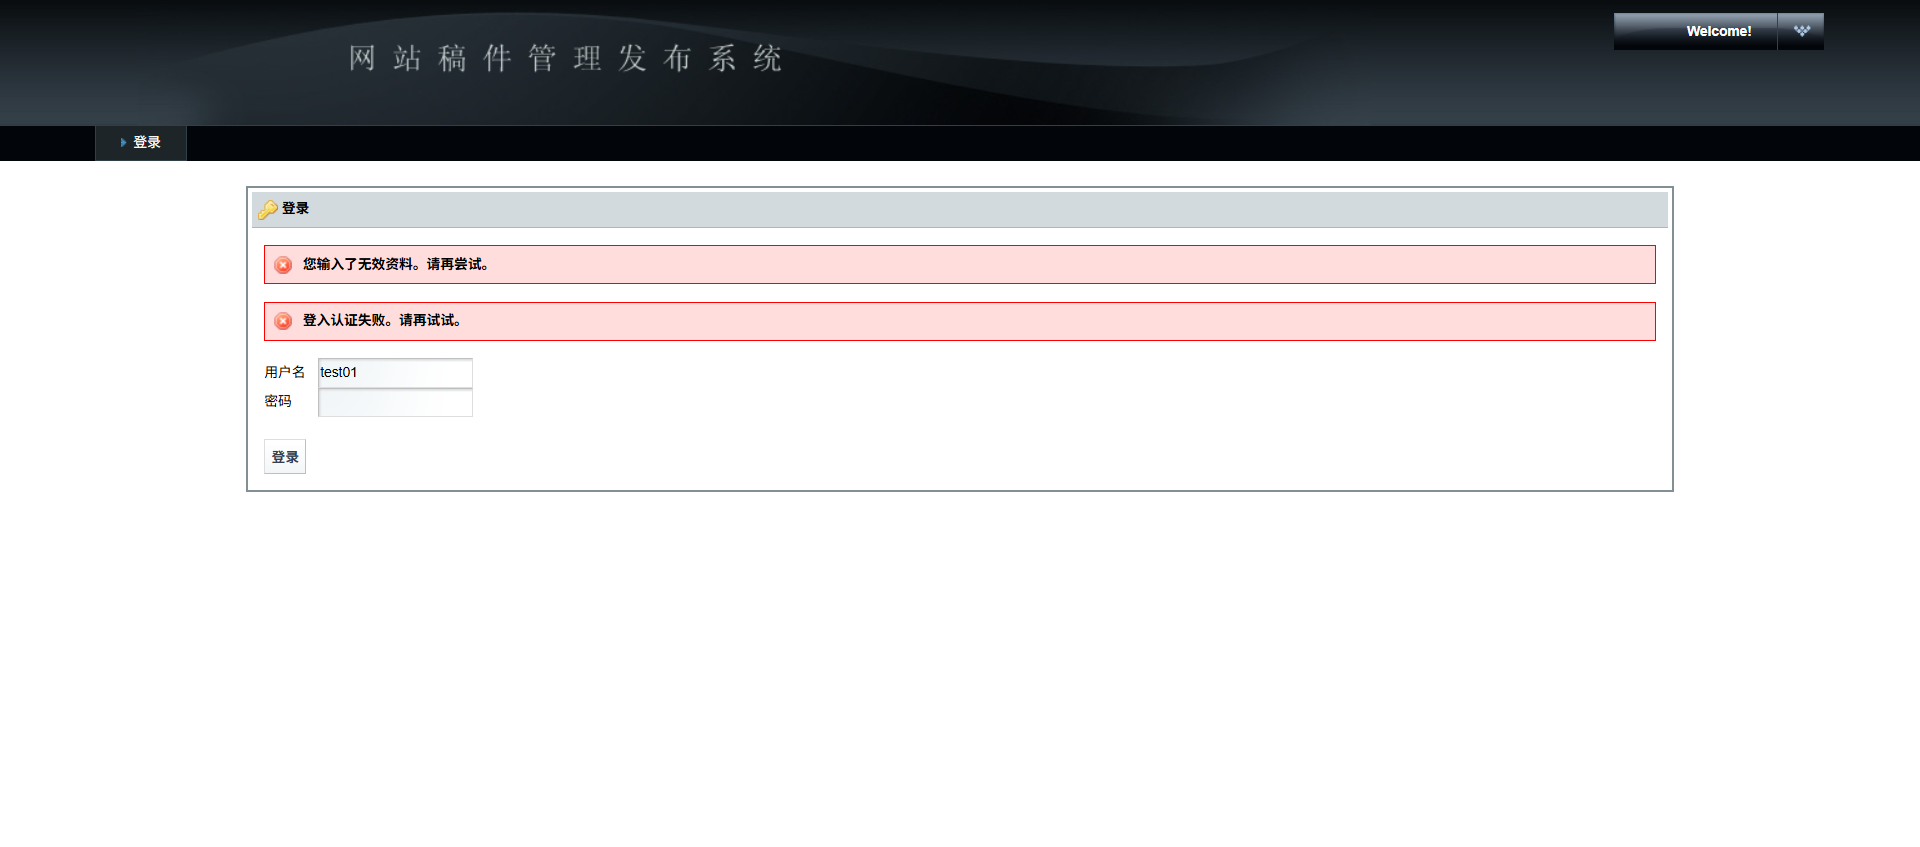 网站稿件管理发布系统
Welcome!
登录
登录
您输入了无效资料。请再尝试。
登入认证失败。请再试试。
用户名 test01
密码
登录